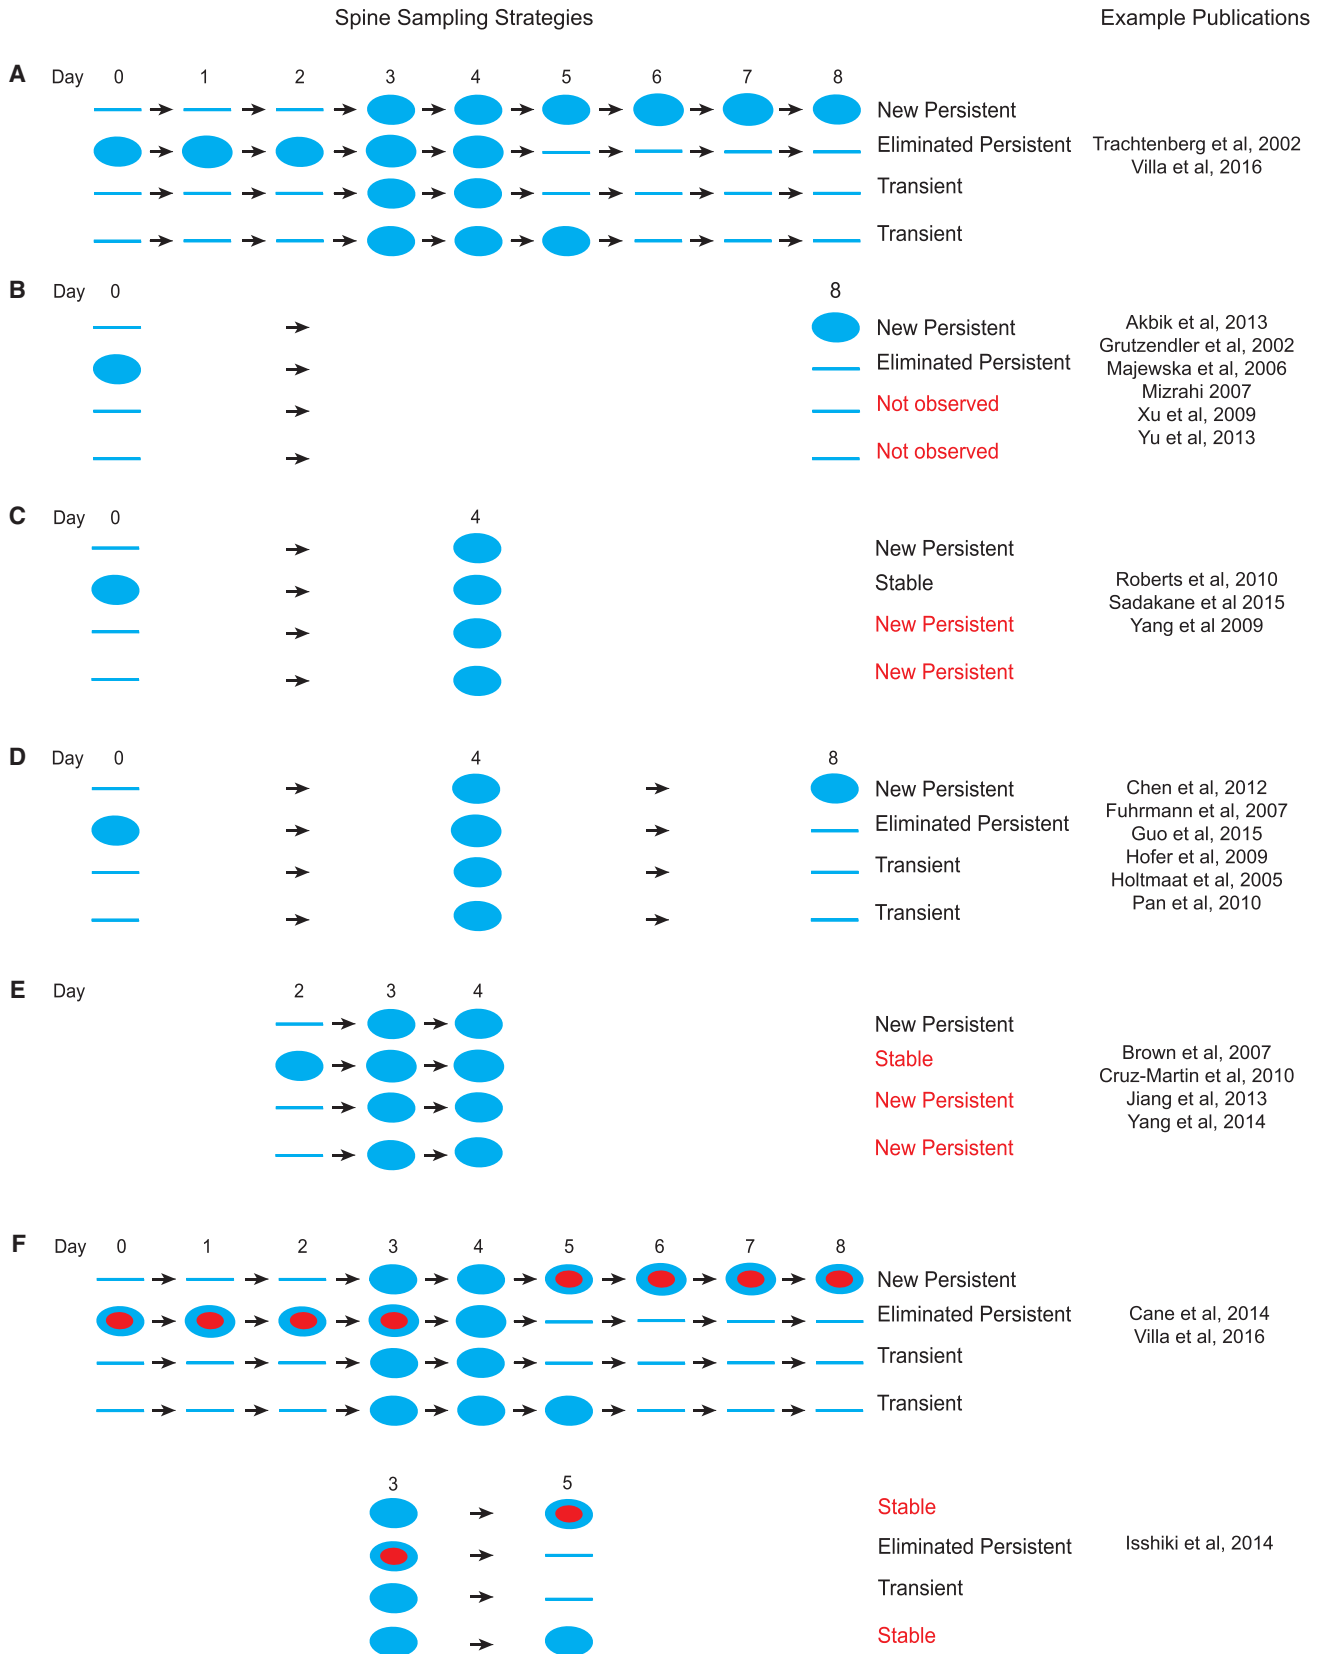 Spine Sampling Strategies
Example Publications
A
Day 0 1 2 3 4 5 6 7 8
New Persistent
Eliminated Persistent
Transient
Transient
Trachtenberg et al, 2002
Villa et al, 2016
B
Day 0 8
New Persistent
Eliminated Persistent
Not observed
Not observed
Akbik et al, 2013
Grutzendler et al, 2002
Majewska et al, 2006
Mizrahi 2007
Xu et al, 2009
Yu et al, 2013
C
Day 0 4
New Persistent
Stable
New Persistent
New Persistent
Roberts et al, 2010
Sadakane et al 2015
Yang et al 2009
D
Day 0 4 8
New Persistent
Eliminated Persistent
Transient
Transient
Chen et al, 2012
Fuhrmann et al, 2007
Guo et al, 2015
Hofer et al, 2009
Holtmaat et al, 2005
Pan et al, 2010
E
Day 2 3 4
New Persistent
Stable
New Persistent
New Persistent
Brown et al, 2007
Cruz-Martin et al, 2010
Jiang et al, 2013
Yang et al, 2014
F
Day 0 1 2 3 4 5 6 7 8
New Persistent
Eliminated Persistent
Transient
Transient
Cane et al, 2014
Villa et al, 2016
3 5
Stable
Eliminated Persistent
Transient
Stable
Isshiki et al, 2014